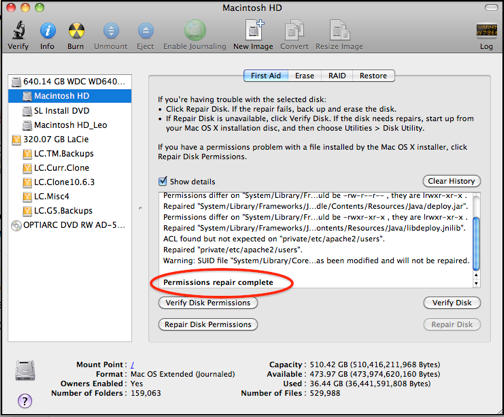 Macintosh HD
Verify Info Burn Unmount Eject Enable Journaling New Image Convert Resize Image Log
640.14 GB WDC WD640...
Macintosh HD
SL Install DVD
Macintosh HD_Leo
320.07 GB LaCie
LC.TM.Backups
LC.Curr.Clone
LC.Clone10.6.3
LC.Misc
LC.G5.Backups
OPTIARC DVD RW AD-5...
First Aid Erase RAID Restore
If you're having trouble with the selected disk:
• Click Repair Disk. If the repair fails, back up and erase the disk.
• If Repair Disk is unavailable, click Verify Disk. If the disk needs repairs, start up from
your Mac OS X installation disc, and then choose Utilities > Disk Utility.
If you have a permissions problem with a file installed by the Mac OS X installer, click
Repair Disk Permissions.
Show details
Clear History
Permissions differ on "System/Library/Fr...uld be -rw-r--r-- , they are lrwxr-xr-x .
Repaired "System/Library/Frameworks/J...dle/Contents/Resources/Java/deploy.jar".
Permissions differ on "System/Library/Fr...uld be -rwxr-xr-x , they are lrwxr-xr-x .
Repaired "System/Library/Frameworks/J...ources/Java/libdeploy.jnilib".
ACL found but not expected on "private/etc/apache2/users".
Repaired "private/etc/apache2/users".
Warning: SUID file "System/Library/Core...as been modified and will not be repaired.
Permissions repair complete
Verify Disk Permissions
Verify Disk
Repair Disk Permissions
Repair Disk
Mount Point : /
Format : Mac OS Extended (Journaled)
Owners Enabled : Yes
Number of Folders : 159,063
Capacity : 510.42 GB (510,416,211,968 Bytes)
Available : 473.97 GB (473,974,620,160 Bytes)
Used : 36.44 GB (36,441,591,808 Bytes)
Number of Files : 529,988
?